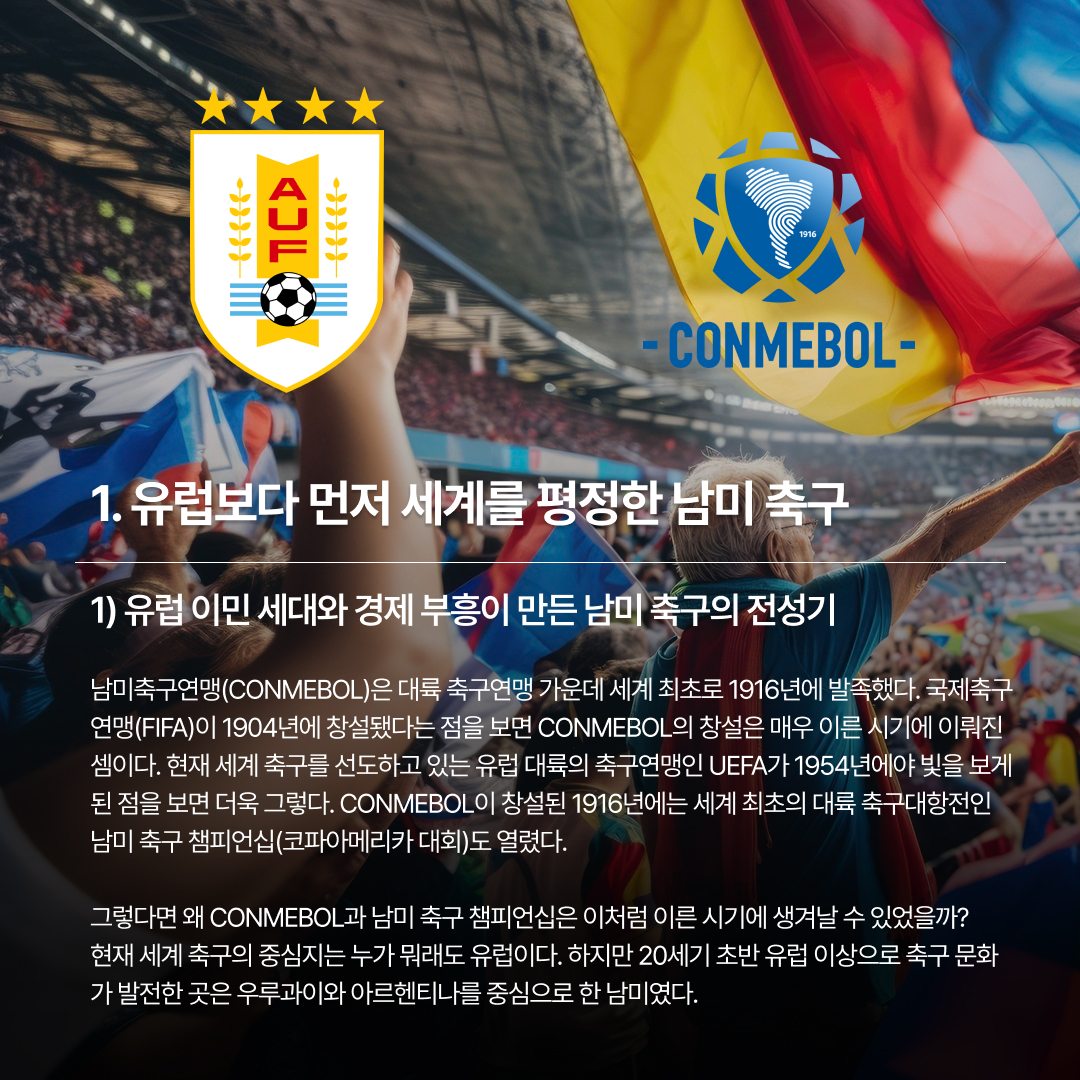 AUF
1916
-CONMEBOL-
1. 유럽보다 먼저 세계를 평정한 남미 축구
1) 유럽 이민 세대와 경제 부흥이 만든 남미 축구의 전성기
남미축구연맹(CONMEBOL)은 대륙 축구연맹 가운데 세계 최초로 1916년에 발족했다. 국제축구
연맹(FIFA)이 1904년에 창설됐다는 점을 보면 CONMEBOL의 창설은 매우 이른 시기에 이뤄진
셈이다. 현재 세계 축구를 선도하고 있는 유럽 대륙의 축구연맹인 UEFA가 1954년에야 빛을 보게
된 점을 보면 더욱 그렇다. CONMEBOL이 창설된 1916년에는 세계 최초의 대륙 축구대항전인
남미 축구 챔피언십(코파아메리카 대회)도 열렸다.
그렇다면 왜 CONMEBOL과 남미 축구 챔피언십은 이처럼 이른 시기에 생겨날 수 있었을까?
현재 세계 축구의 중심지는 누가 뭐래도 유럽이다. 하지만 20세기 초반 유럽 이상으로 축구 문화
가 발전한 곳은 우루과이와 아르헨티나를 중심으로 한 남미였다.